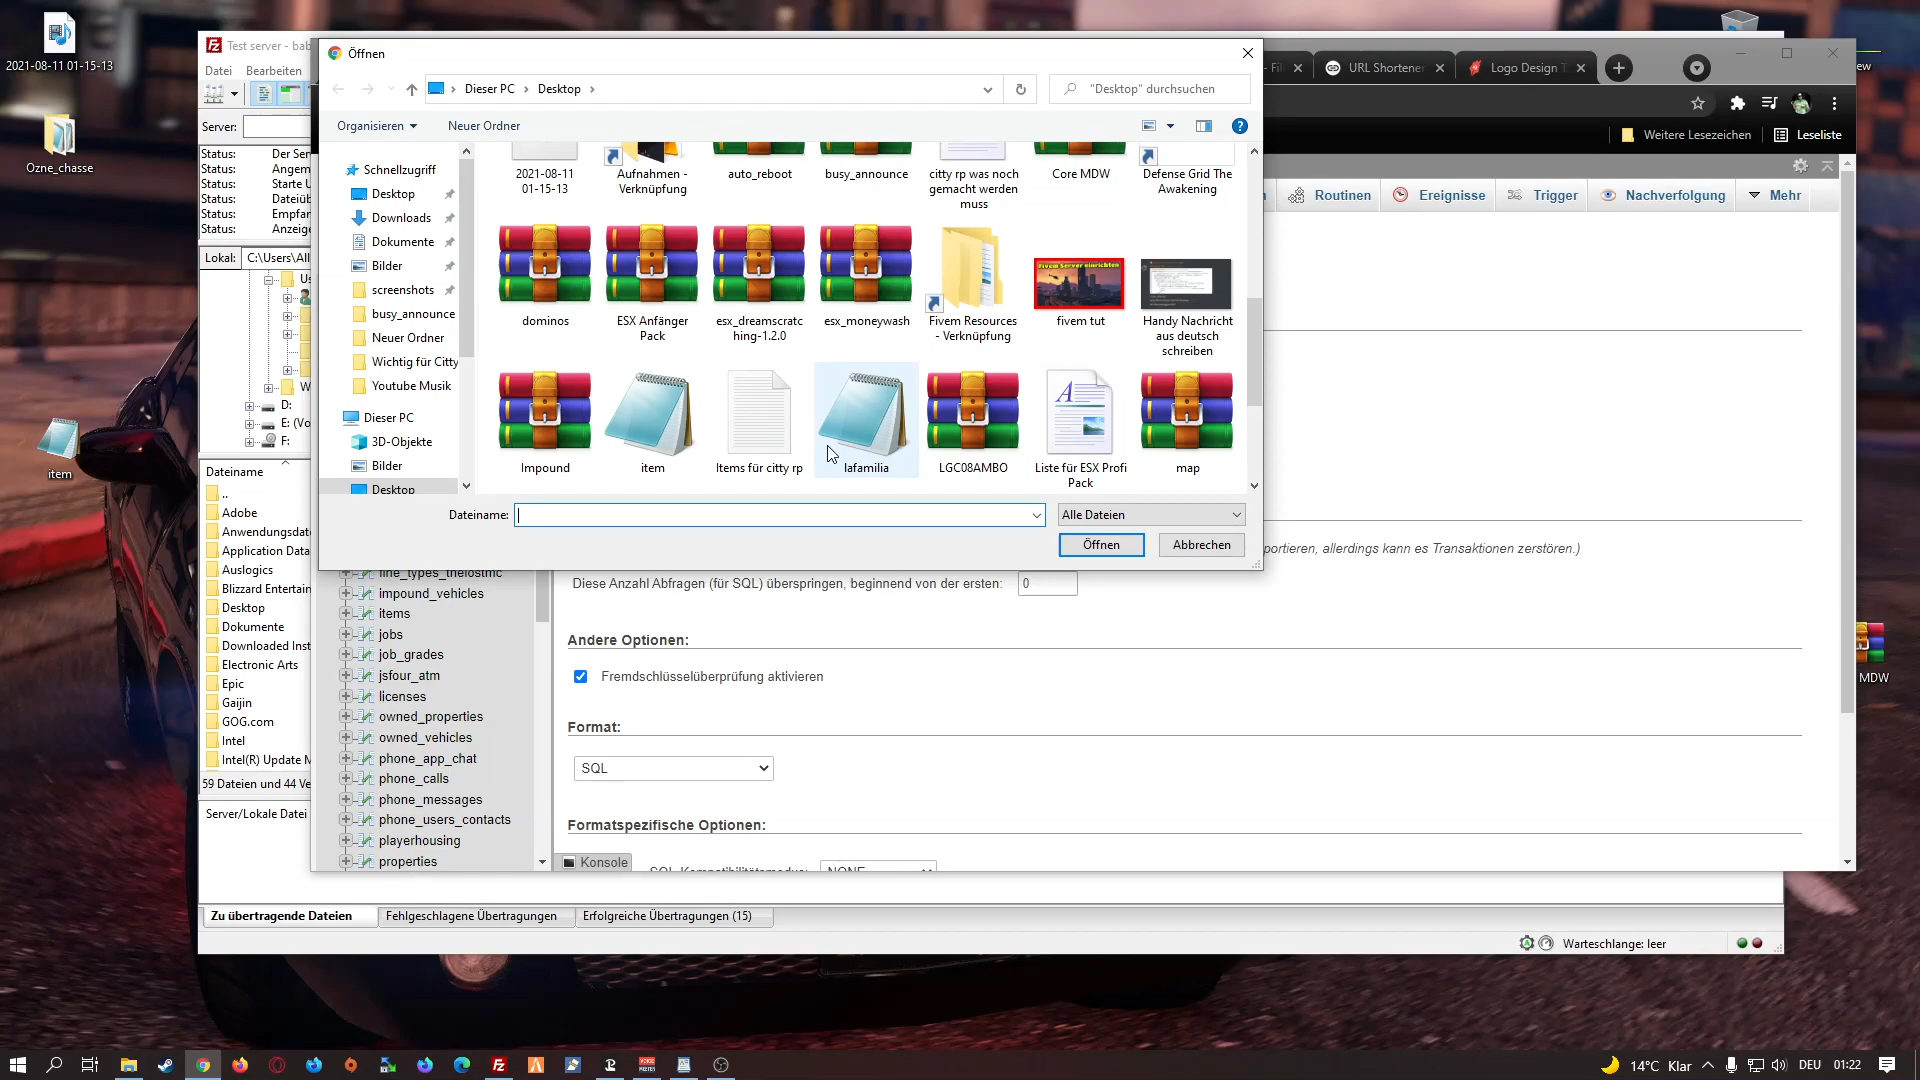 2021-08-11 01-15-13
Ozne_chasse
item
MDW
Test server - bab
Datei
Bearbeiten
Server:
Status:
Der Ser
Status:
Angem
Status:
Starte U
Status:
Dateiüb
Status:
Empfan
Status:
Anzeige
Lokal:
C:\Users\All
D:
E: (Vo
F:
Dateiname
..
Adobe
Anwendungsdate
Application Data
Auslogics
Blizzard Entertain
Desktop
Dokumente
Downloaded Inst
Electronic Arts
Epic
Gaijin
GOG.com
Intel
Intel(R) Update M
59 Dateien und 44 Ve
Server/Lokale Datei
Öffnen
Dieser PC
Desktop
"Desktop" durchsuchen
Organisieren
Neuer Ordner
Schnellzugriff
Desktop
Downloads
Dokumente
Bilder
screenshots
busy_announce
Neuer Ordner
Wichtig für Citty
Youtube Musik
Dieser PC
3D-Objekte
Bilder
Desktop
2021-08-11
01-15-13
Aufnahmen -
Verknüpfung
auto_reboot
busy_announce
citty rp was noch
gemacht werden
muss
Core MDW
Defense Grid The
Awakening
dominos
ESX Anfänger
Pack
esx_dreamscratc
hing-1.2.0
esx_moneywash
Fivem Resources
- Verknüpfung
Fivem Server einrichten
fivem tut
Handy Nachricht
aus deutsch
schreiben
Impound
item
Items für citty rp
lafamilia
LGC08AMBO
Liste für ESX Profi
Pack
map
Dateiname:
Alle Dateien
Öffnen
Abbrechen
URL Shortener
Logo Design T
Weitere Lesezeichen
Leseliste
Routinen
Ereignisse
Trigger
Nachverfolgung
Mehr
portieren, allerdings kann es Transaktionen zerstören.)
Diese Anzahl Abfragen (für SQL) überspringen, beginnend von der ersten:
0
Andere Optionen:
Fremdschlüsselüberprüfung aktivieren
Format:
SQL
Formatspezifische Optionen:
SQL-Kompatibilitätsmodus:
NONE
Konsole
impound_vehicles
items
jobs
job_grades
jsfour_atm
licenses
owned_properties
owned_vehicles
phone_app_chat
phone_calls
phone_messages
phone_users_contacts
playerhousing
properties
Zu übertragende Dateien
Fehlgeschlagene Übertragungen
Erfolgreiche Übertragungen (15)
Warteschlange: leer
14°C Klar
DEU
01:22